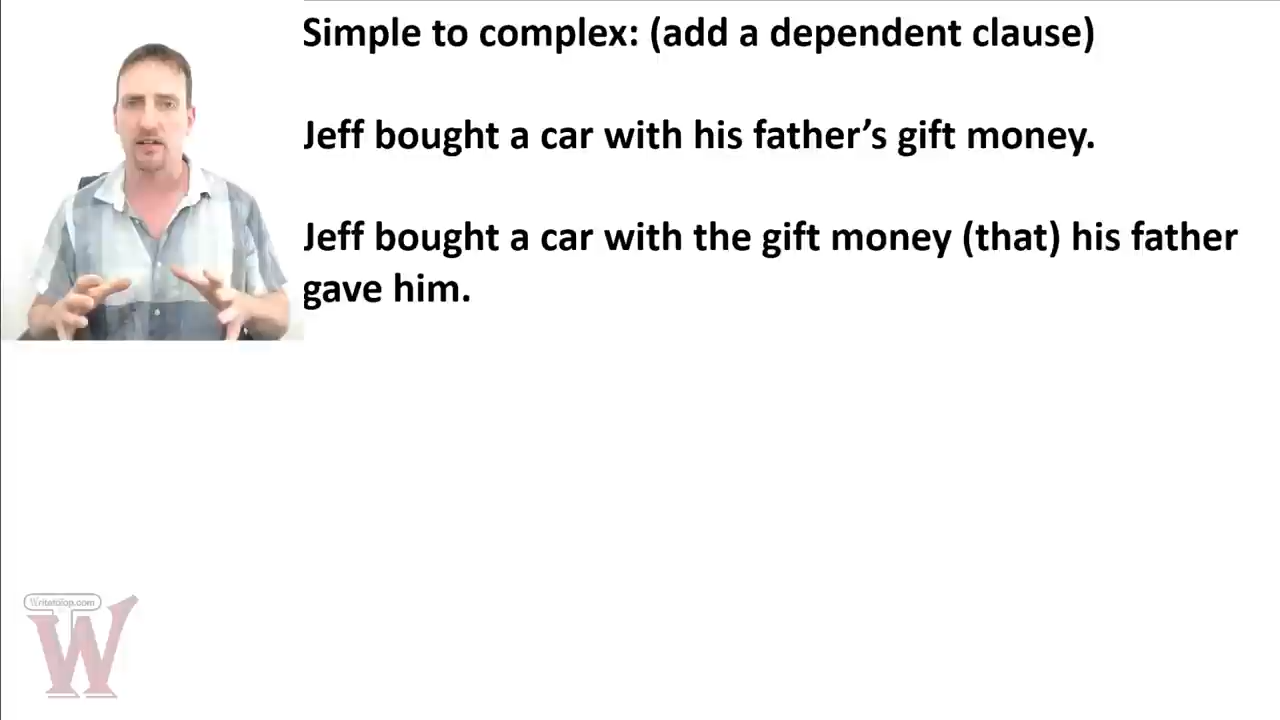 Simple to complex: (add a dependent clause)
Jeff bought a car with his father’s gift money.
Jeff bought a car with the gift money (that) his father
gave him.
Writetotop.com
W